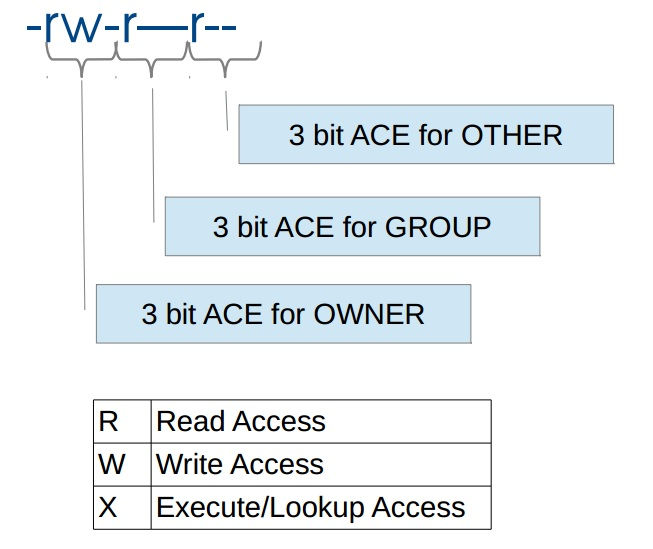 -rw-r—–r--
3 bit ACE for OTHER
3 bit ACE for GROUP
3 bit ACE for OWNER
R Read Access
W Write Access
X Execute/Lookup Access